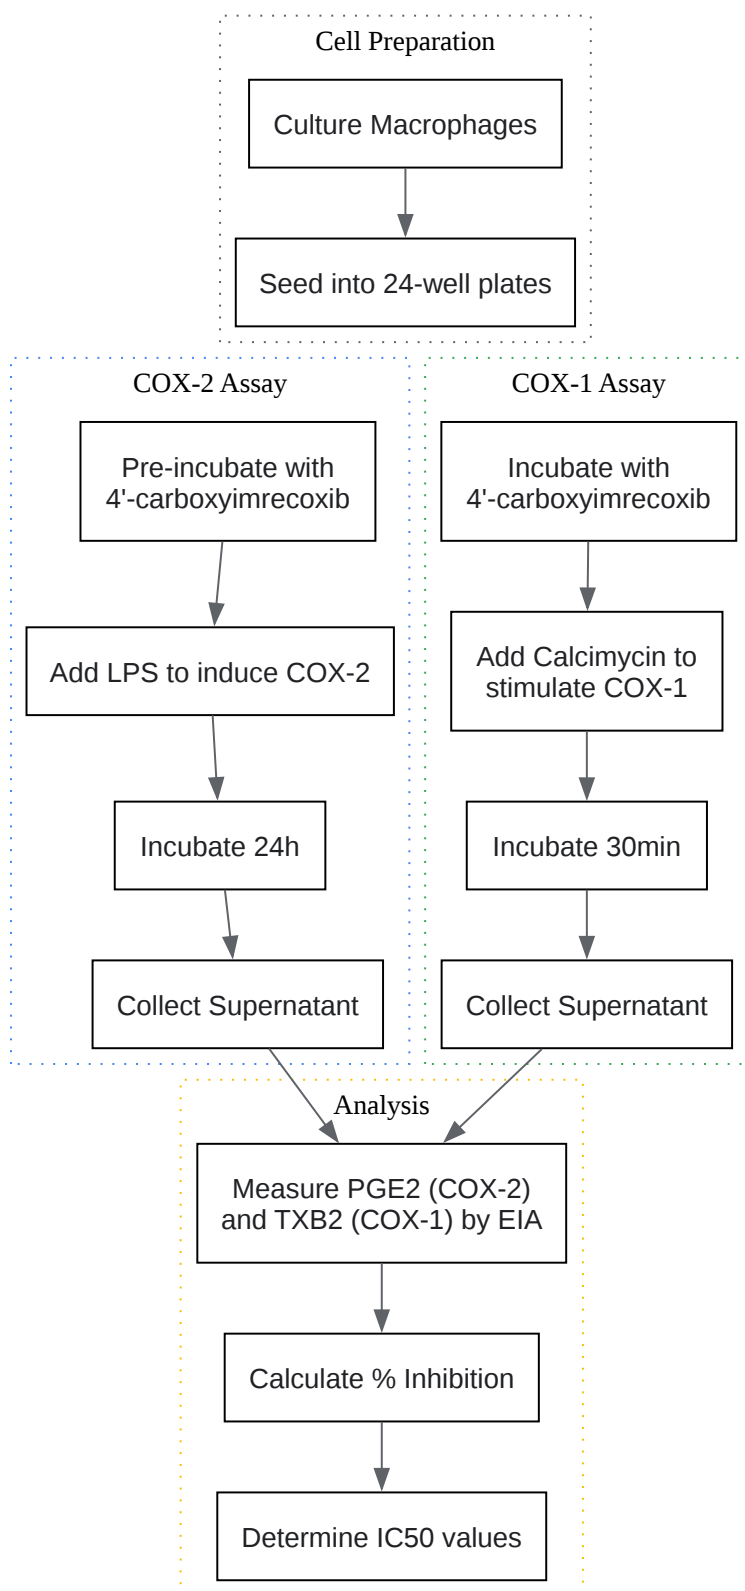 Cell Preparation
Culture Macrophages
Seed into 24-well plates
COX-2 Assay
Pre-incubate with
4'-carboxyimrecoxib
Add LPS to induce COX-2
Incubate 24h
Collect Supernatant
COX-1 Assay
Incubate with
4'-carboxyimrecoxib
Add Calcimycin to
stimulate COX-1
Incubate 30min
Collect Supernatant
Analysis
Measure PGE2 (COX-2)
and TXB2 (COX-1) by EIA
Calculate % Inhibition
Determine IC50 values